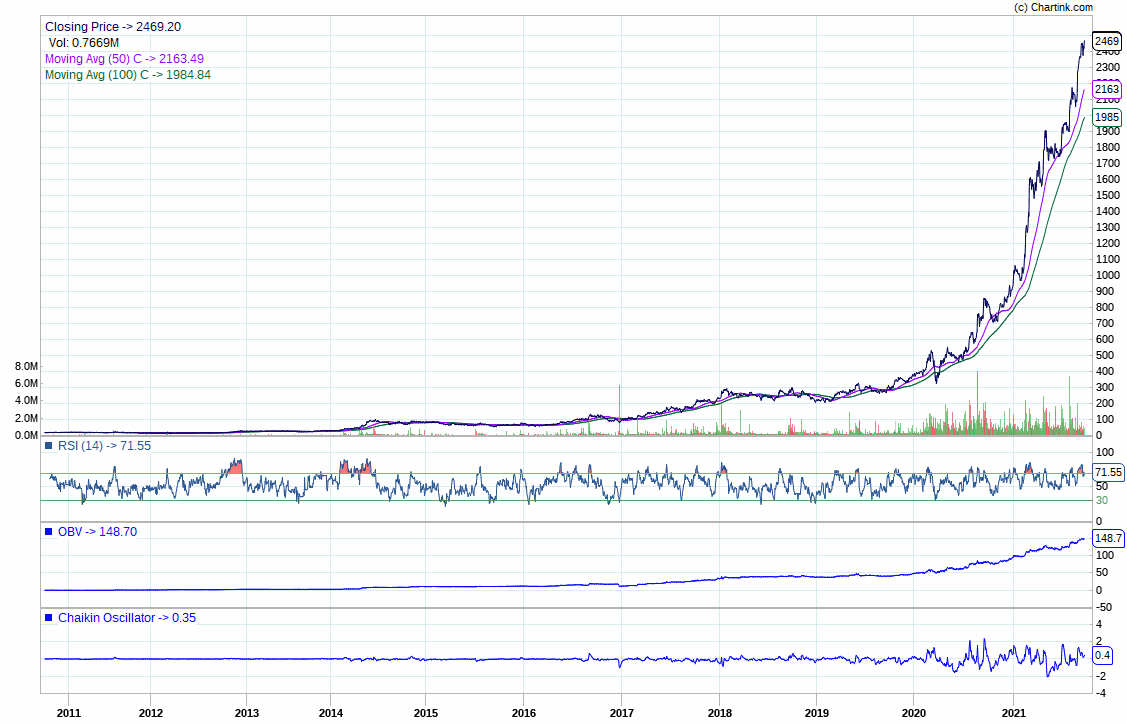 (c) Chartink.com
Closing Price -> 2469.20
Vol: 0.7669M
Moving Avg (50) C -> 2163.49
Moving Avg (100) C -> 1984.84
2469
2400
2300
2163
2100
1985
1900
1800
1700
1600
1500
1400
1300
1200
1100
1000
900
800
700
600
500
400
300
200
100
0
8.0M
6.0M
4.0M
2.0M
0.0M
RSI (14) -> 71.55
100
71.55
50
30
0
OBV -> 148.70
148.7
100
50
0
-50
Chaikin Oscillator -> 0.35
4
2
0.4
-2
-4
2011 2012 2013 2014 2015 2016 2017 2018 2019 2020 2021